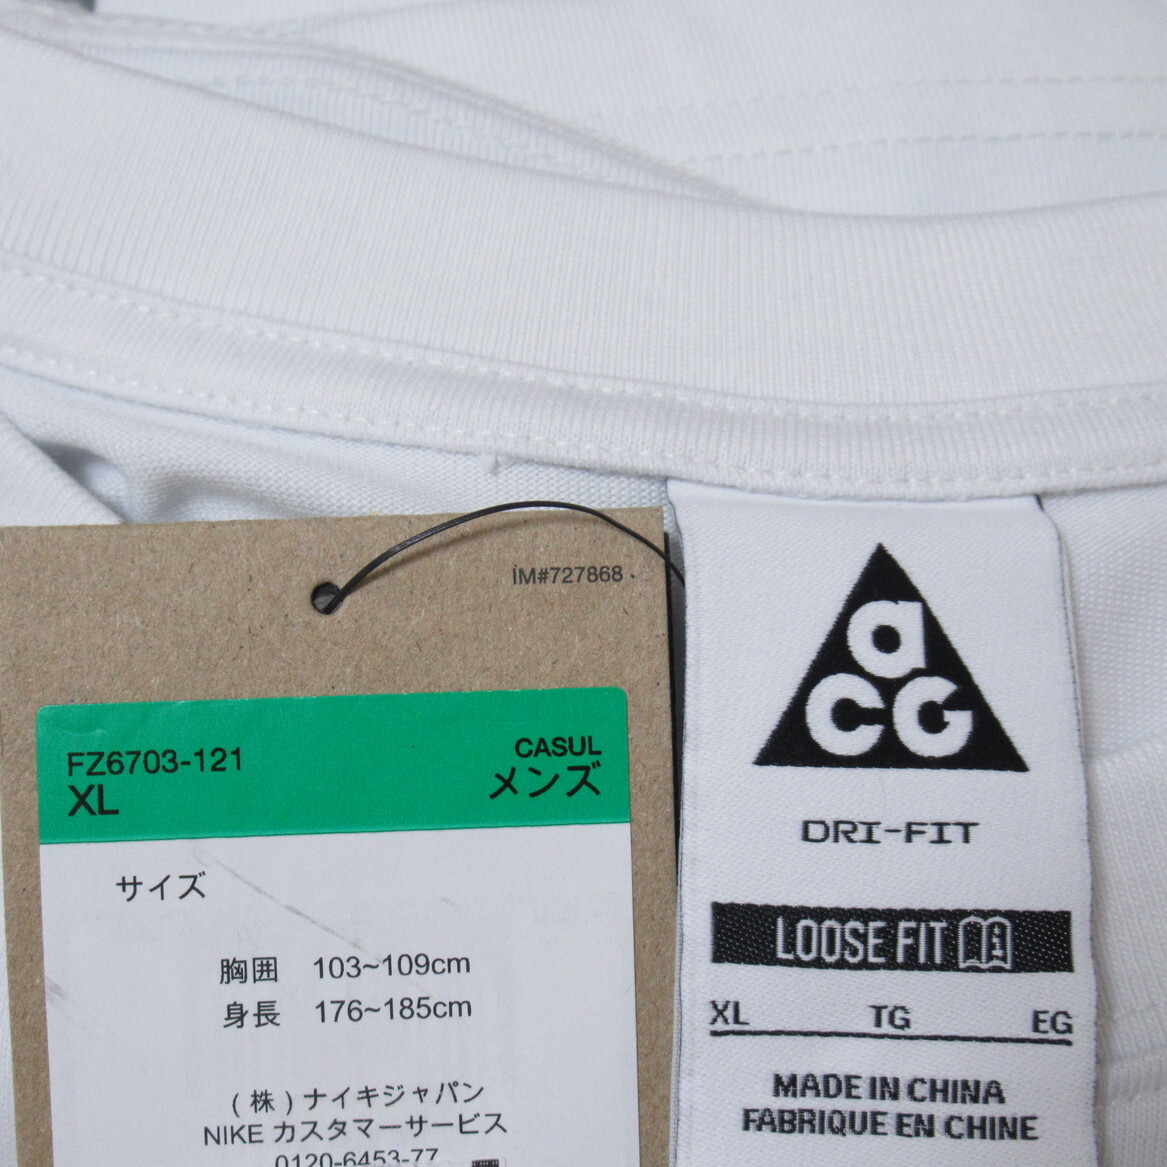 IM#727868
FZ6703-121
XL
CASUL
メンズ
サイズ
胸囲 103~109cm
身長 176~185cm
(株)ナイキジャパン
NIKE カスタマーサービス
0120-6453-77
a
CG
DRI-FIT
LOOSE FIT
XL TG EG
MADE IN CHINA
FABRIQUE EN CHINE